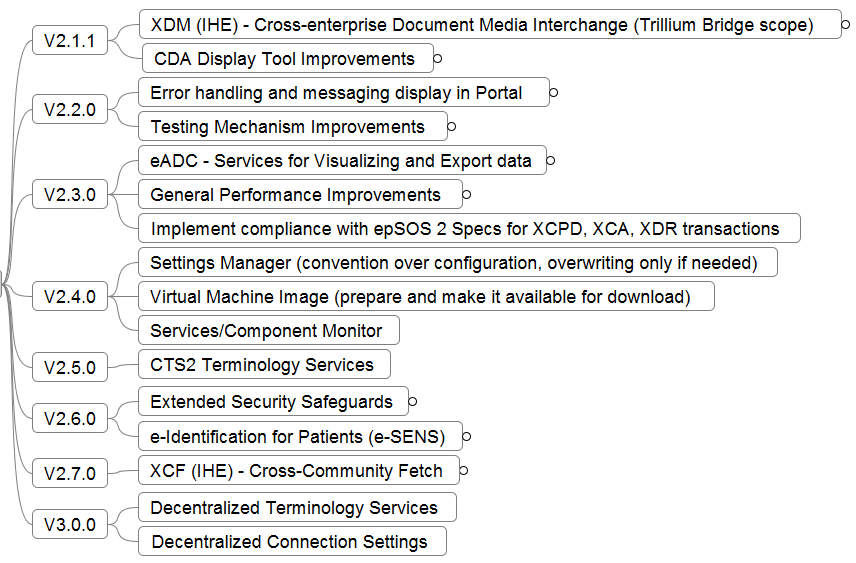 V2.1.1
XDM (IHE) - Cross-enterprise Document Media Interchange (Trillium Bridge scope)
CDA Display Tool Improvements
V2.2.0
Error handling and messaging display in Portal
Testing Mechanism Improvements
V2.3.0
eADC - Services for Visualizing and Export data
General Performance Improvements
Implement compliance with epSOS 2 Specs for XCPD, XCA, XDR transactions
V2.4.0
Settings Manager (convention over configuration, overwriting only if needed)
Virtual Machine Image (prepare and make it available for download)
Services/Component Monitor
V2.5.0
CTS2 Terminology Services
V2.6.0
Extended Security Safeguards
e-Identification for Patients (e-SENS)
V2.7.0
XCF (IHE) - Cross-Community Fetch
V3.0.0
Decentralized Terminology Services
Decentralized Connection Settings